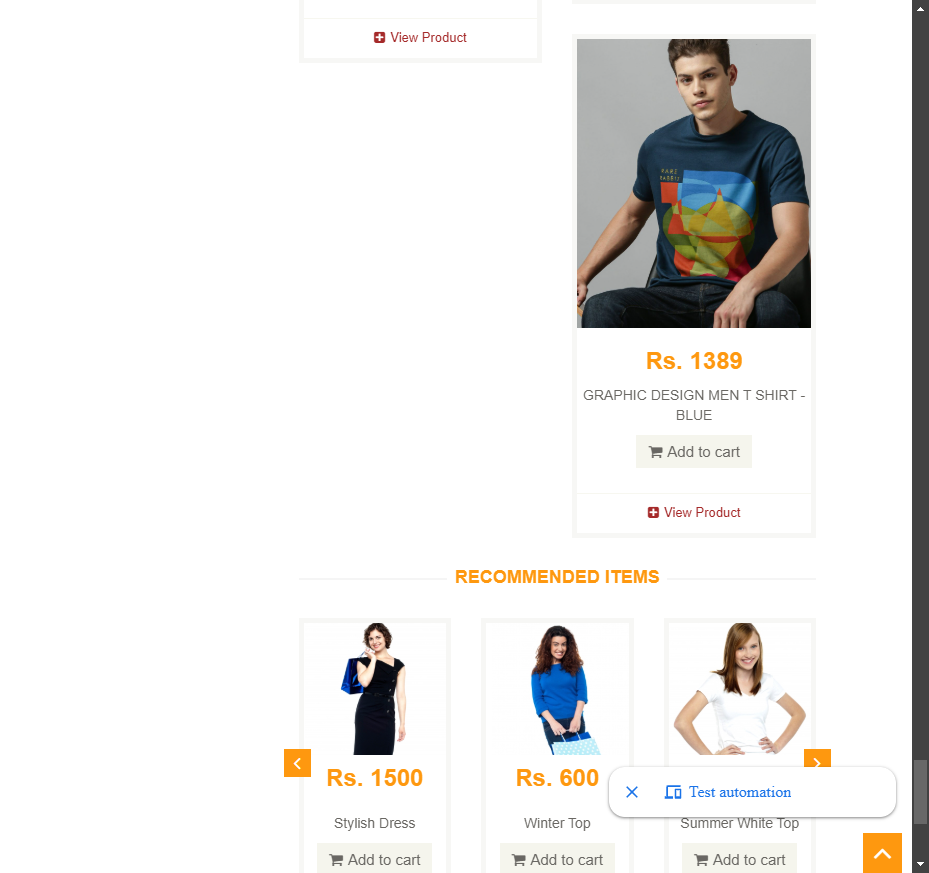 View Product
Rs. 1389
GRAPHIC DESIGN MEN T SHIRT -
BLUE
Add to cart
View Product
RECOMMENDED ITEMS
Rs. 1500
Rs. 600
Test automation
Stylish Dress
Winter Top
Summer White Top
Add to cart
Add to cart
Add to cart